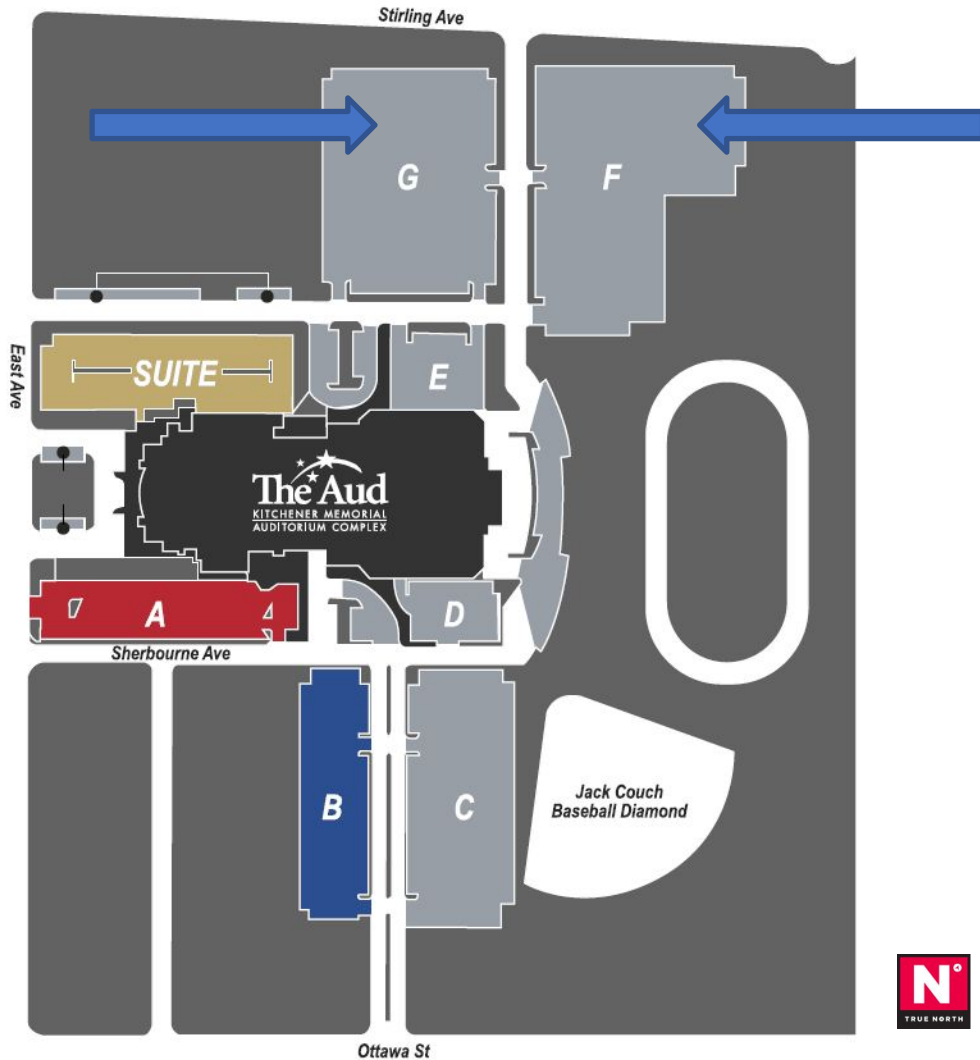 Stirling Ave
G
F
East Ave
SUITE
E
The Aud
KITCHENER MEMORIAL
AUDITORIUM COMPLEX
A
D
Sherbourne Ave
B
C
Jack Couch
Baseball Diamond
N°
TRUE NORTH
Ottawa St